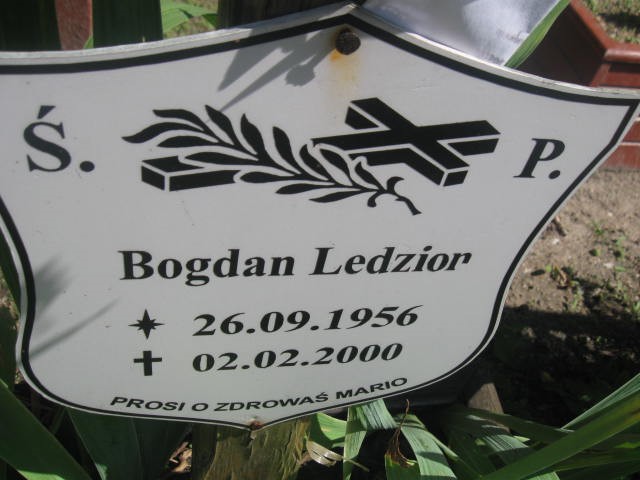 Ś. P.
Bogdan Ledzior
26.09.1956
02.02.2000
PROSI O ZDROWAŚ MARIO